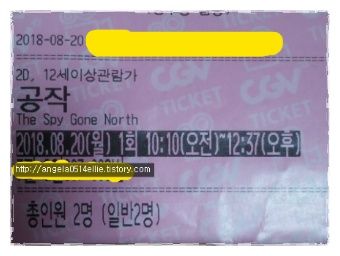 2018-08-20
2D, 12세이상관람가
공작
The Spy Gone North
2018.08.20(월) 1회 10:10(오전)~12:37(오후)
http://angela0514ellie.tistory.com
총인원 2명 (일반2명)
CGV
TICKET
CGV
TICKET